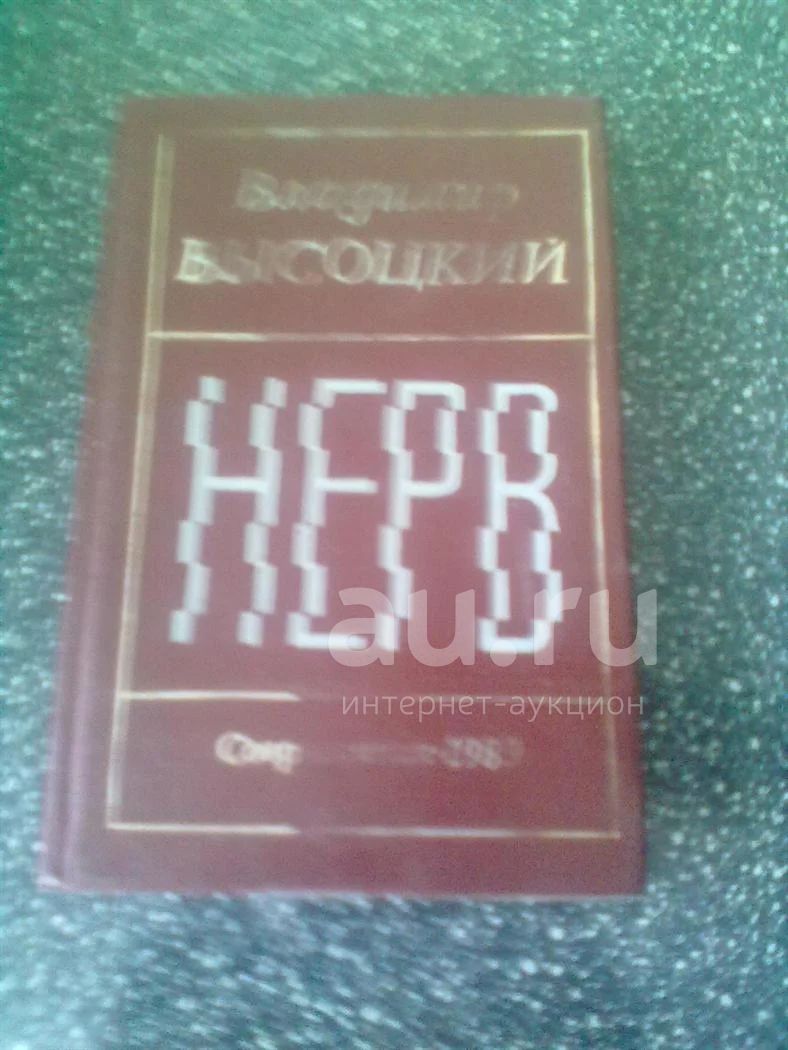 Владимир
ВЫСОЦКИЙ
НЕРВ
au.ru
интернет-аукцион